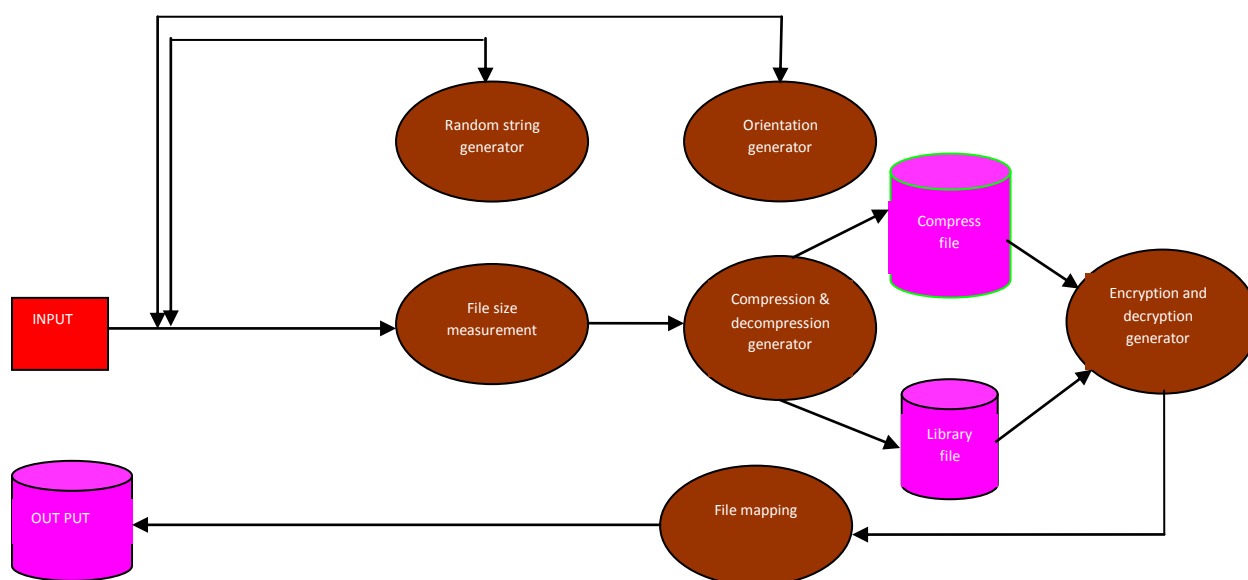 Random string
generator
Orientation
generator
Compress
file
INPUT
File size
measurement
Compression &
decompression
generator
Encryption and
decryption
generator
Library
file
OUT PUT
File mapping